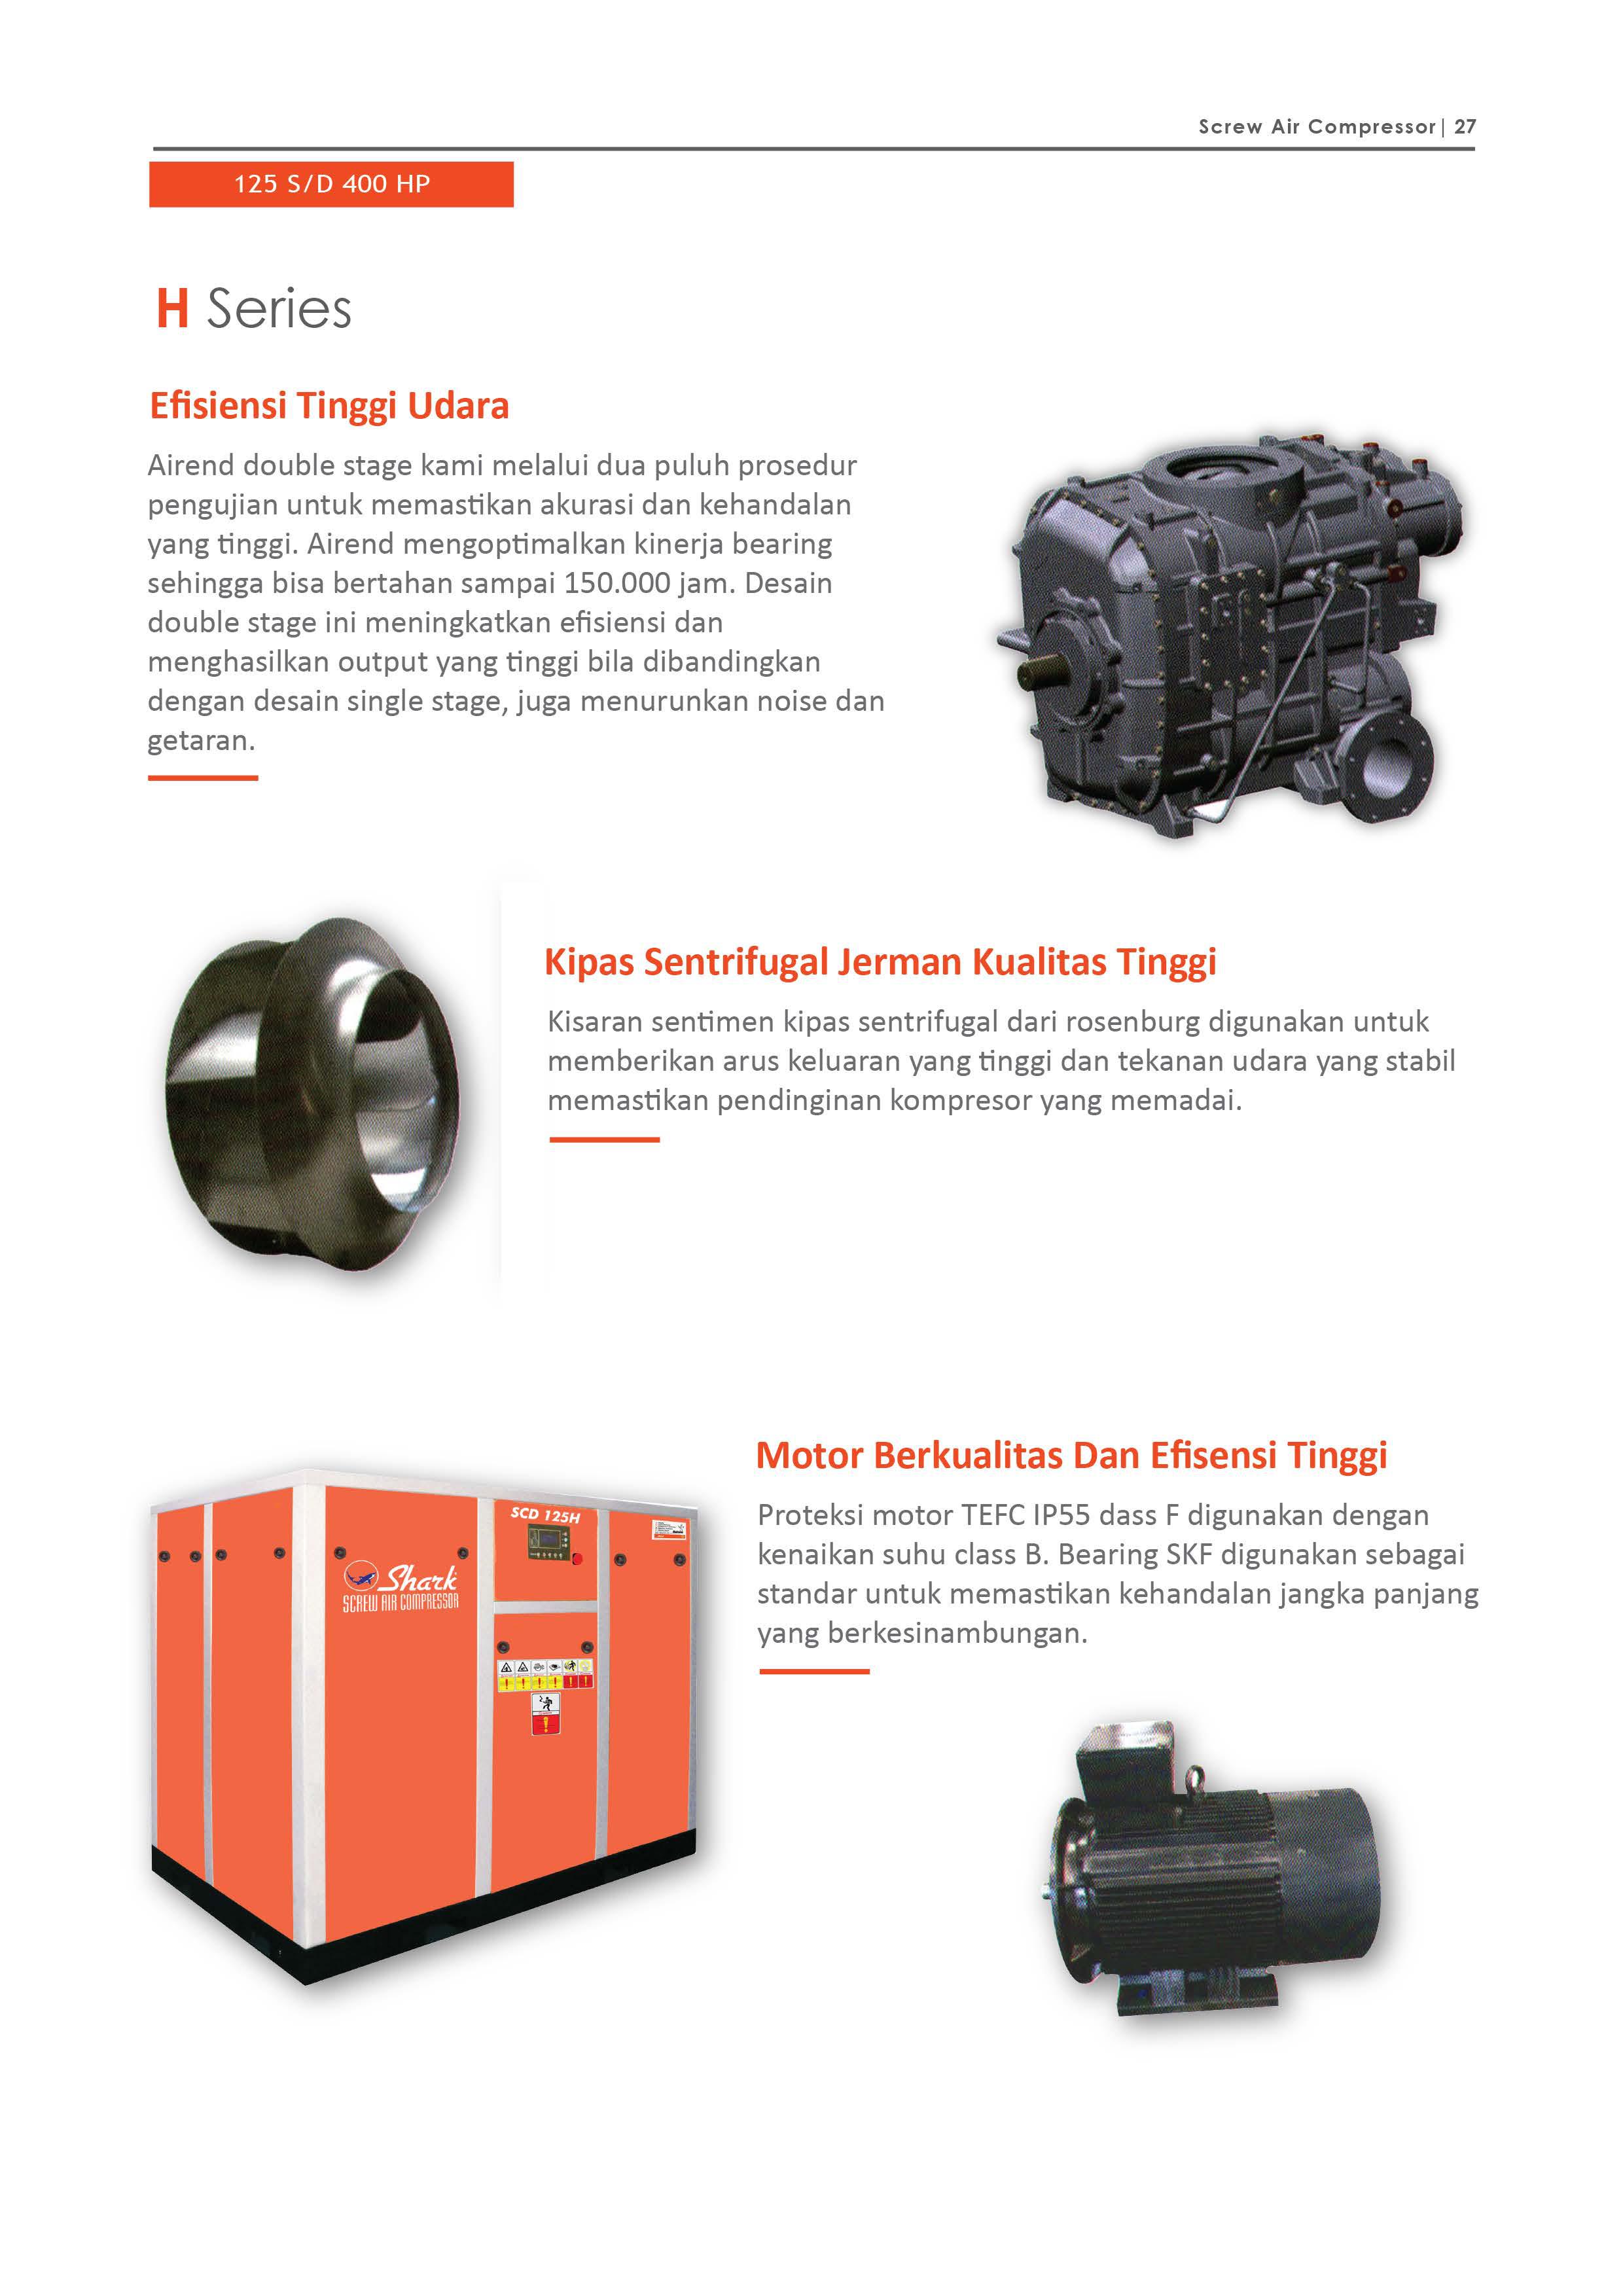 Screw Air Compressor| 27
125 S/D 400 HP
H Series
Efisiensi Tinggi Udara
Airend double stage kami melalui dua puluh prosedur
pengujian untuk memastikan akurasi dan kehandalan
yang tinggi. Airend mengoptimalkan kinerja bearing
sehingga bisa bertahan sampai 150.000 jam. Desain
double stage ini meningkatkan efisiensi dan
menghasilkan output yang tinggi bila dibandingkan
dengan desain single stage, juga menurunkan noise dan
getaran.
Kipas Sentrifugal Jerman Kualitas Tinggi
Kisaran sentimen kipas sentrifugal dari rosenburg digunakan untuk
memberikan arus keluaran yang tinggi dan tekanan udara yang stabil
memastikan pendinginan kompresor yang memadai.
Motor Berkualitas Dan Efisensi Tinggi
Proteksi motor TEFC IP55 dass F digunakan dengan
kenaikan suhu class B. Bearing SKF digunakan sebagai
standar untuk memastikan kehandalan jangka panjang
yang berkesinambungan.
SCD 125H
Shark
SCREW AIR COMPRESSOR